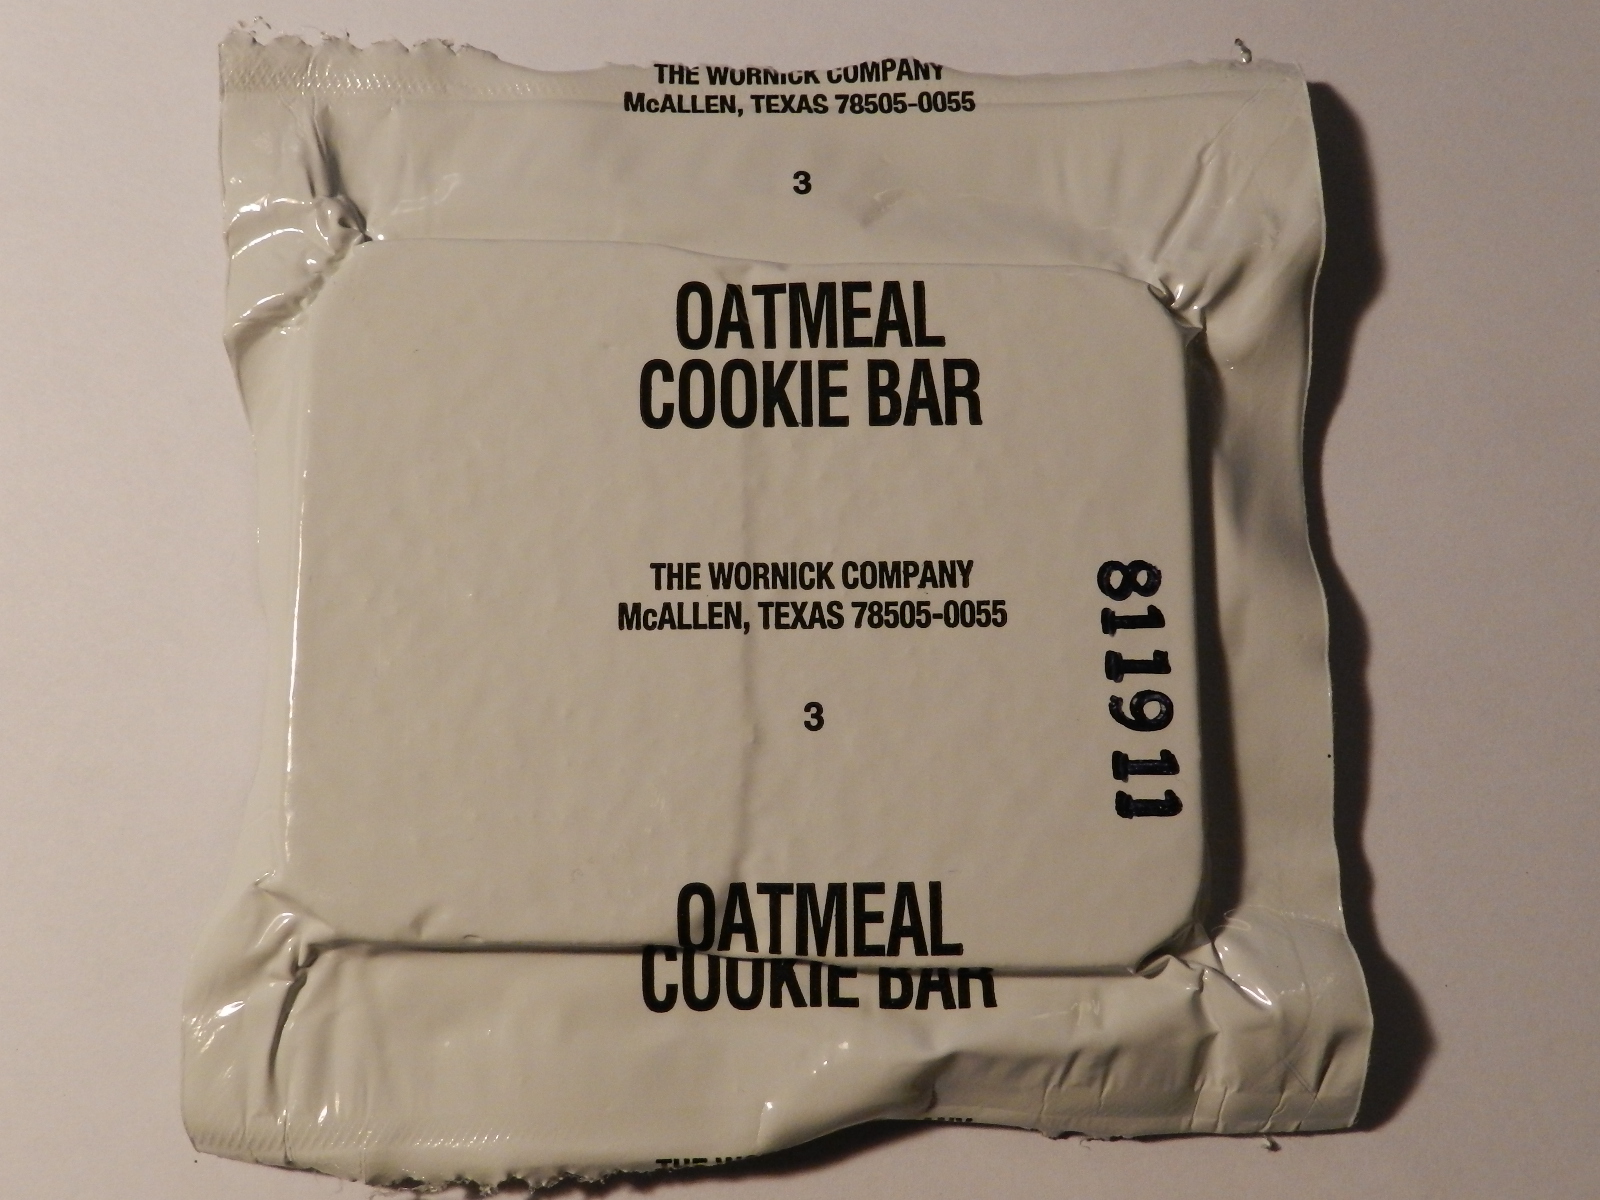 THE WORNICK COMPANY
McALLEN, TEXAS 78505-0055
3
OATMEAL
COOKIE BAR
THE WORNICK COMPANY
McALLEN, TEXAS 78505-0055
3
811911
OATMEAL
COOKIE BAR
THE